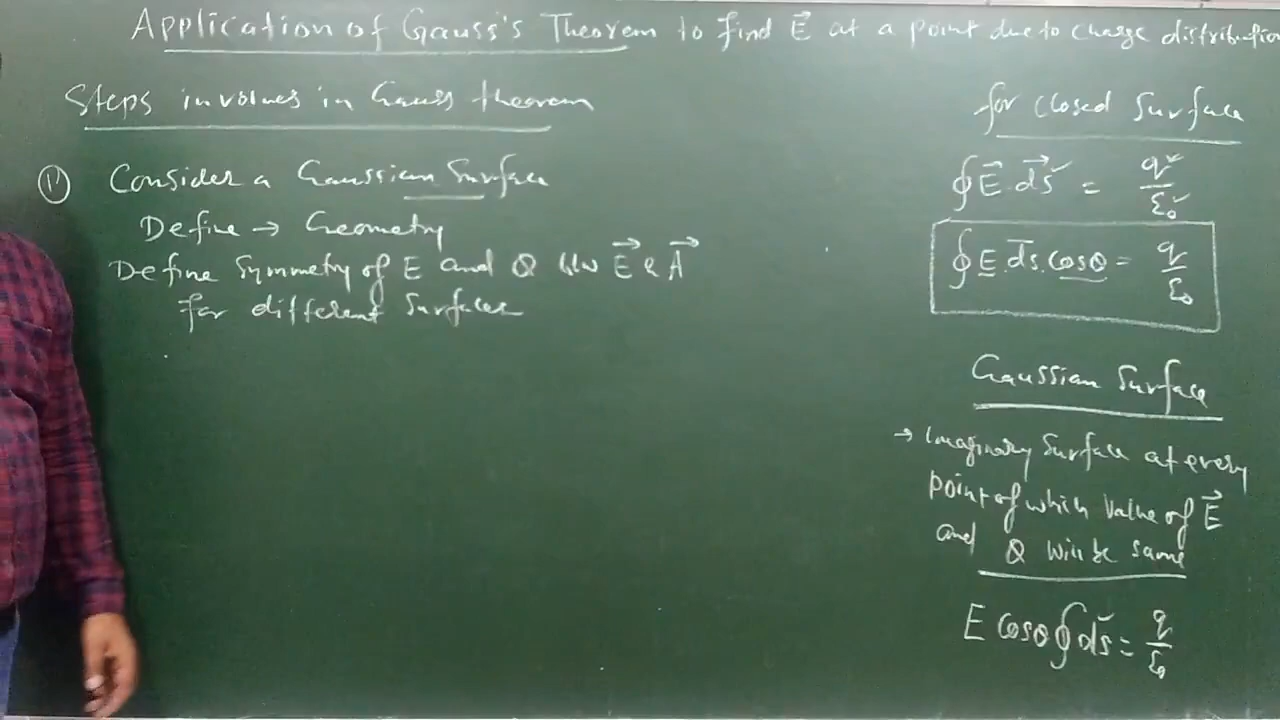 Application of Gauss's Theorem to find E⃗ at a point due to charge distribution
Steps involves in Gauss theorem
① Consider a Gaussian Surface
Define → Geometry
Define Symmetry of E and θ b/w E⃗ & A⃗
for different Surfaces
for closed Surface
∮ E⃗ . ds⃗ = q/ε₀
∮ E . ds . cosθ = q/ε₀
Gaussian Surface
→ Imaginary Surface at every
point of which value of E⃗
and θ will be same
E cosθ ∮ ds = q/ε₀